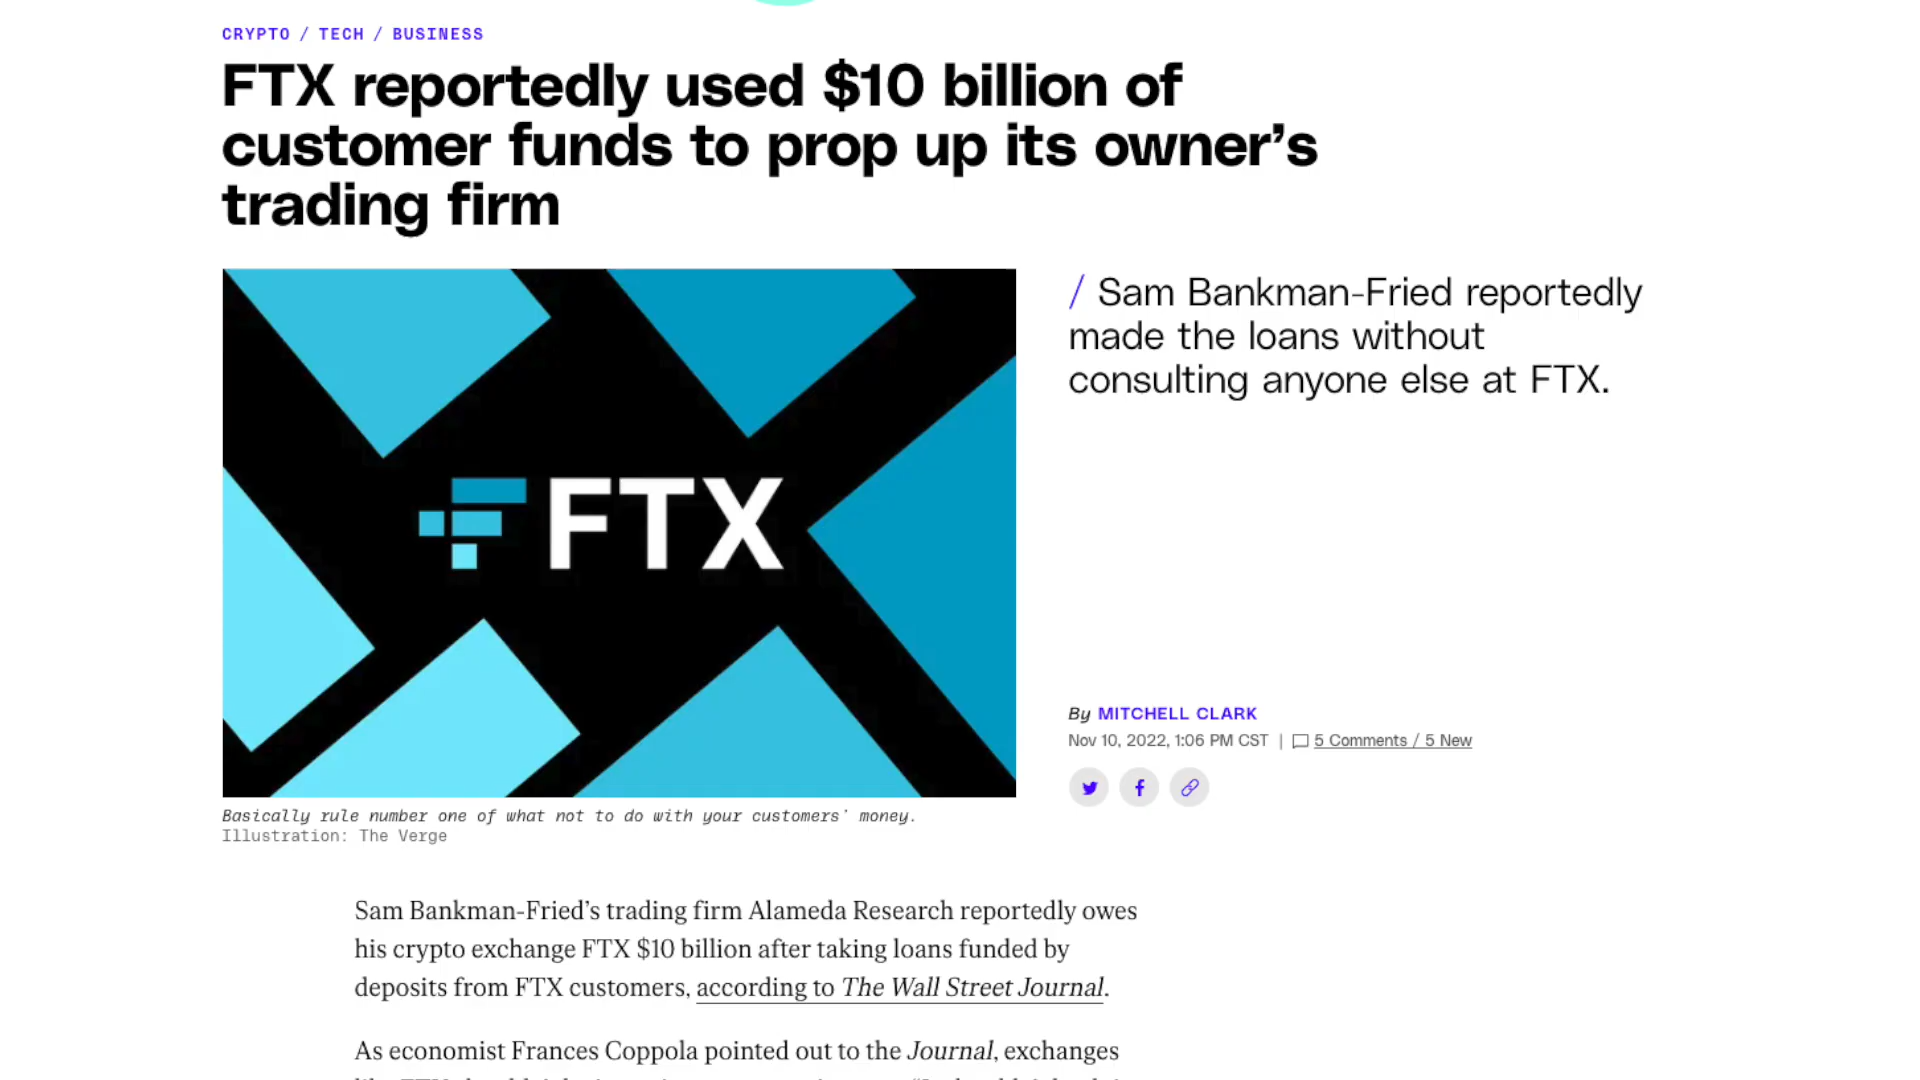 CRYPTO / TECH / BUSINESS
FTX reportedly used $10 billion of
customer funds to prop up its owner’s
trading firm
/ Sam Bankman-Fried reportedly
made the loans without
consulting anyone else at FTX.
FTX
By MITCHELL CLARK
Nov 10, 2022, 1:06 PM CST | 5 Comments / 5 New
Basically rule number one of what not to do with your customers’ money.
Illustration: The Verge
Sam Bankman-Fried’s trading firm Alameda Research reportedly owes
his crypto exchange FTX $10 billion after taking loans funded by
deposits from FTX customers, according to The Wall Street Journal.
As economist Frances Coppola pointed out to the Journal, exchanges